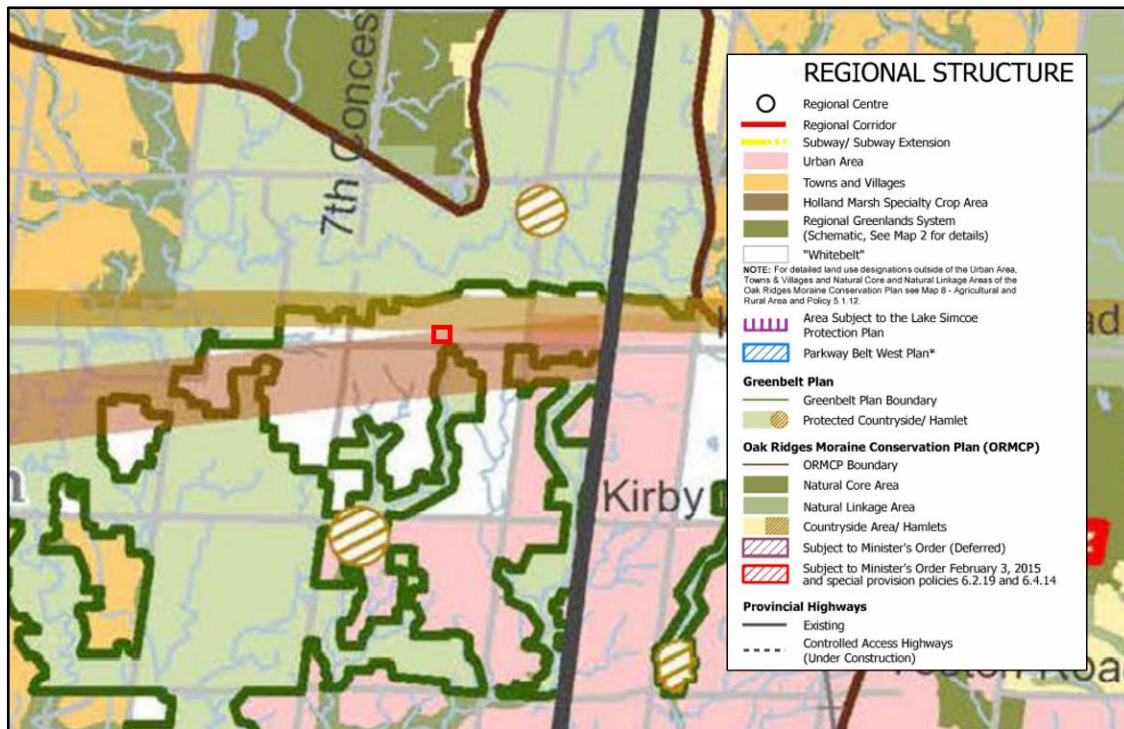 7th Conces
REGIONAL STRUCTURE
Regional Centre
Regional Corridor
Subway/ Subway Extension
Urban Area
Towns and Villages
Holland Marsh Specialty Crop Area
Regional Greenlands System
(Schematic, See Map 2 for details)
"Whitebelt"
NOTE: For detailed land use designations outside of the Urban Area,
Towns & Villages and Natural Core and Natural Linkage Areas of the
Oak Ridges Moraine Conservation Plan see Map 8 - Agricultural and
Rural Area and Policy 5.1.12.
Area Subject to the Lake Simcoe
Protection Plan
Parkway Belt West Plan*
Greenbelt Plan
Greenbelt Plan Boundary
Protected Countryside/ Hamlet
Oak Ridges Moraine Conservation Plan (ORMCP)
ORMCP Boundary
Natural Core Area
Natural Linkage Area
Countryside Area/ Hamlets
Subject to Minister's Order (Deferred)
Subject to Minister's Order February 3, 2015
and special provision policies 6.2.19 and 6.4.14
Provincial Highways
Existing
Controlled Access Highways
(Under Construction)
ad
Kirby
Road